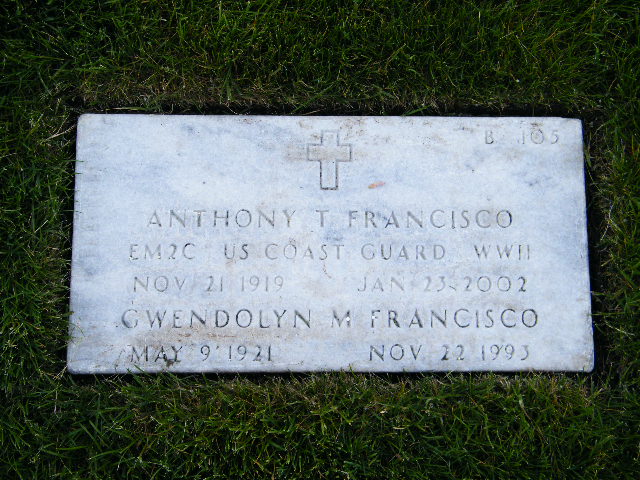 B 105
ANTHONY T FRANCISCO
EM2C US COAST GUARD WWII
NOV 21 1919 JAN 23 2002
GWENDOLYN M FRANCISCO
MAY 9 1921 NOV 22 1993